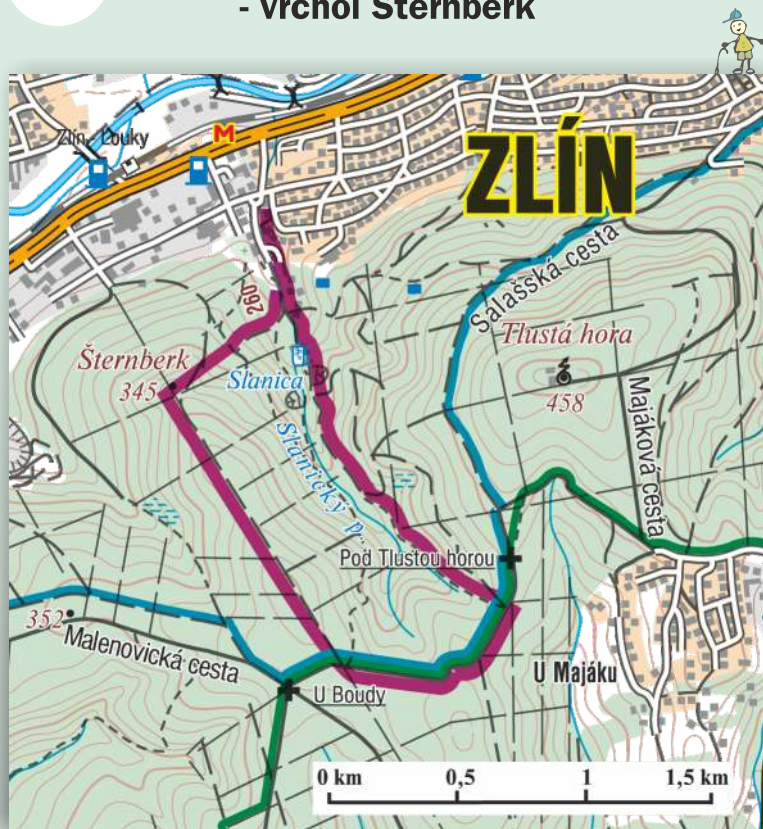 - vrchol Šternberk
Zlín - Louky
M
ZLÍN
Salašská cesta
260
Tlustá hora
458
Šternberk
345
Slanica
Majáková cesta
Slanický p.
Pod Tlustou horou
352
Malenovická cesta
U Majáku
U Boudy
0 km 0,5 1 1,5 km